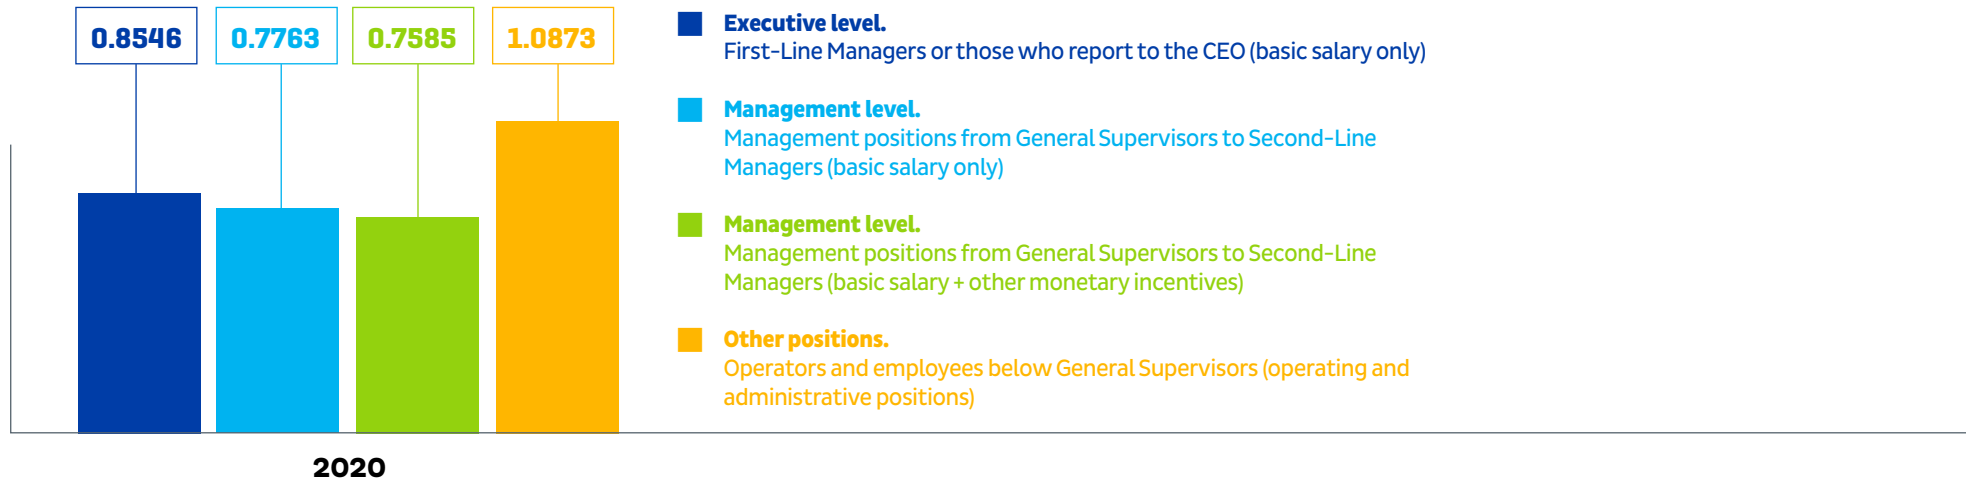 0.8546 0.7763 0.7585 1.0873
2020
Executive level.
First-Line Managers or those who report to the CEO (basic salary only)
Management level.
Management positions from General Supervisors to Second-Line
Managers (basic salary only)
Management level.
Management positions from General Supervisors to Second-Line
Managers (basic salary + other monetary incentives)
Other positions.
Operators and employees below General Supervisors (operating and
administrative positions)